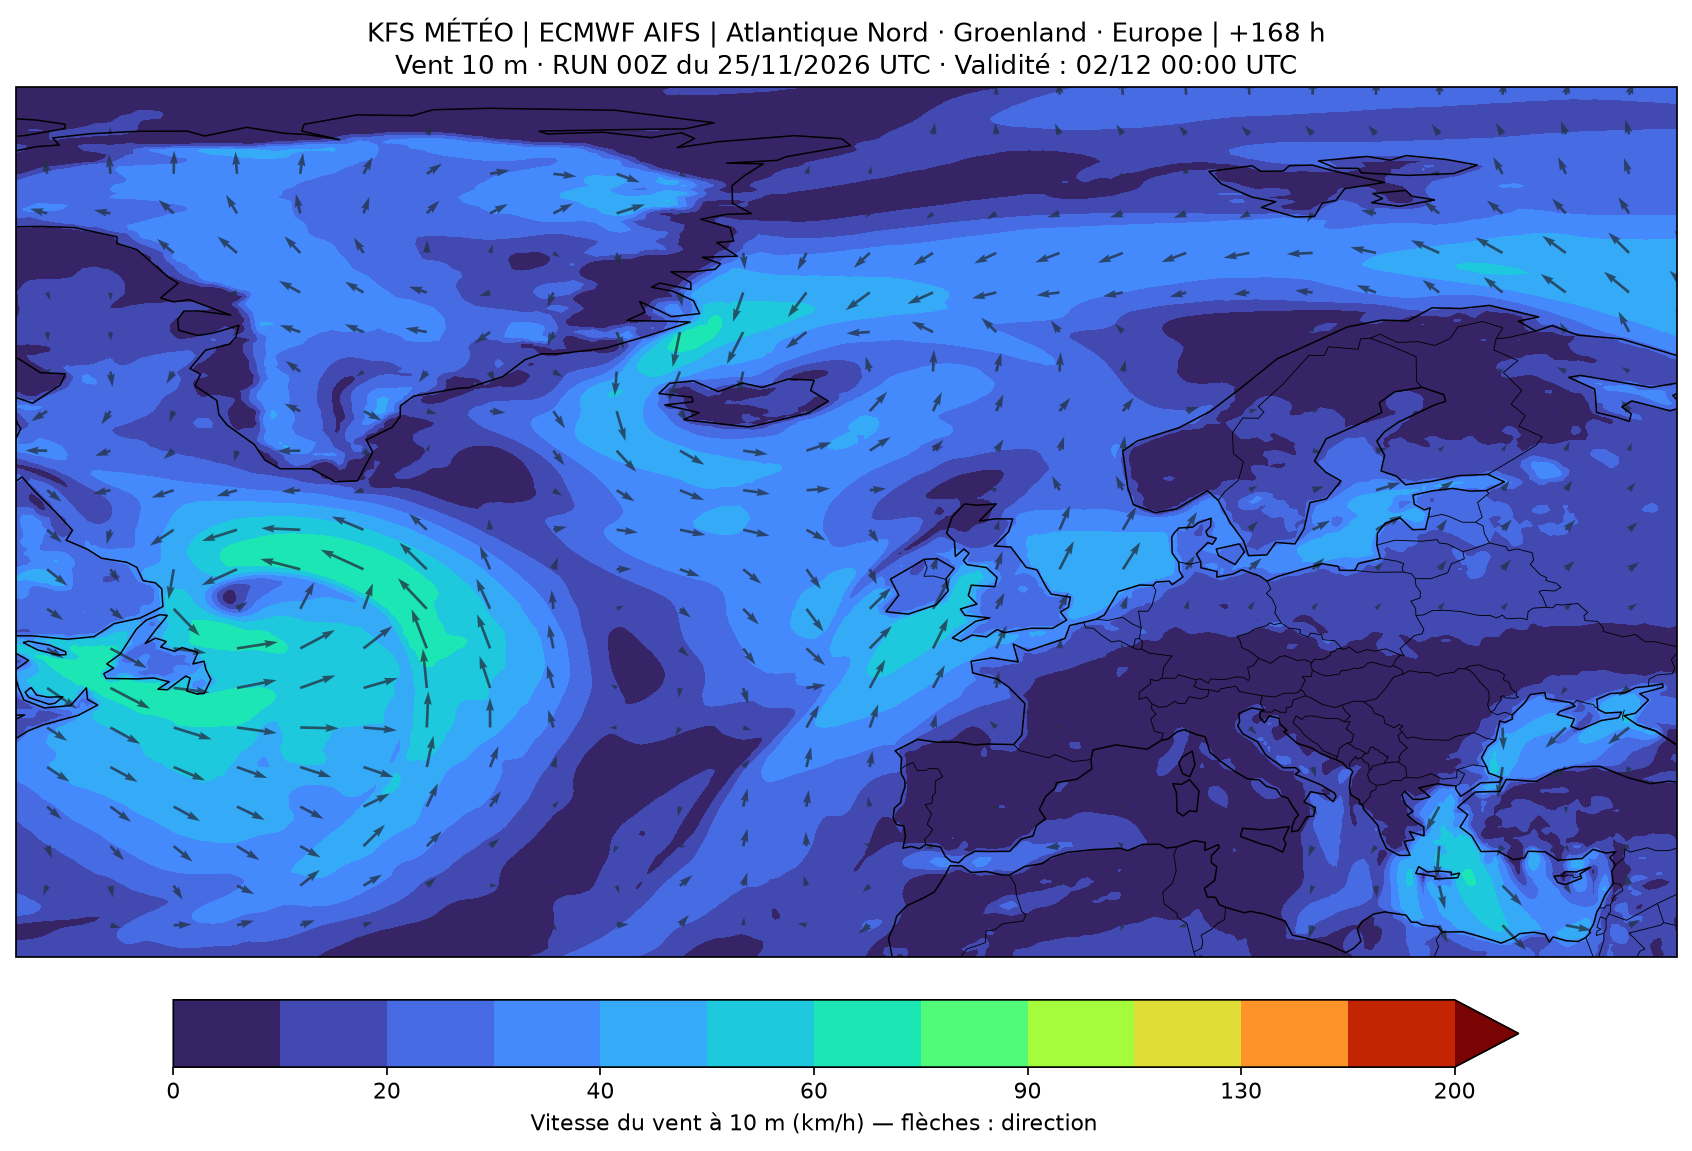 KFS MÉTÉO | ECMWF AIFS | Atlantique Nord · Groenland · Europe | +168 h
Vent 10 m · RUN 00Z du 25/11/2026 UTC · Validité : 02/12 00:00 UTC
0 20 40 60 90 130 200
Vitesse du vent à 10 m (km/h) — flèches : direction